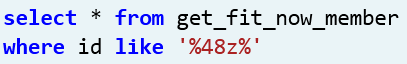 select * from get_fit_now_member
where id like '%48z%'